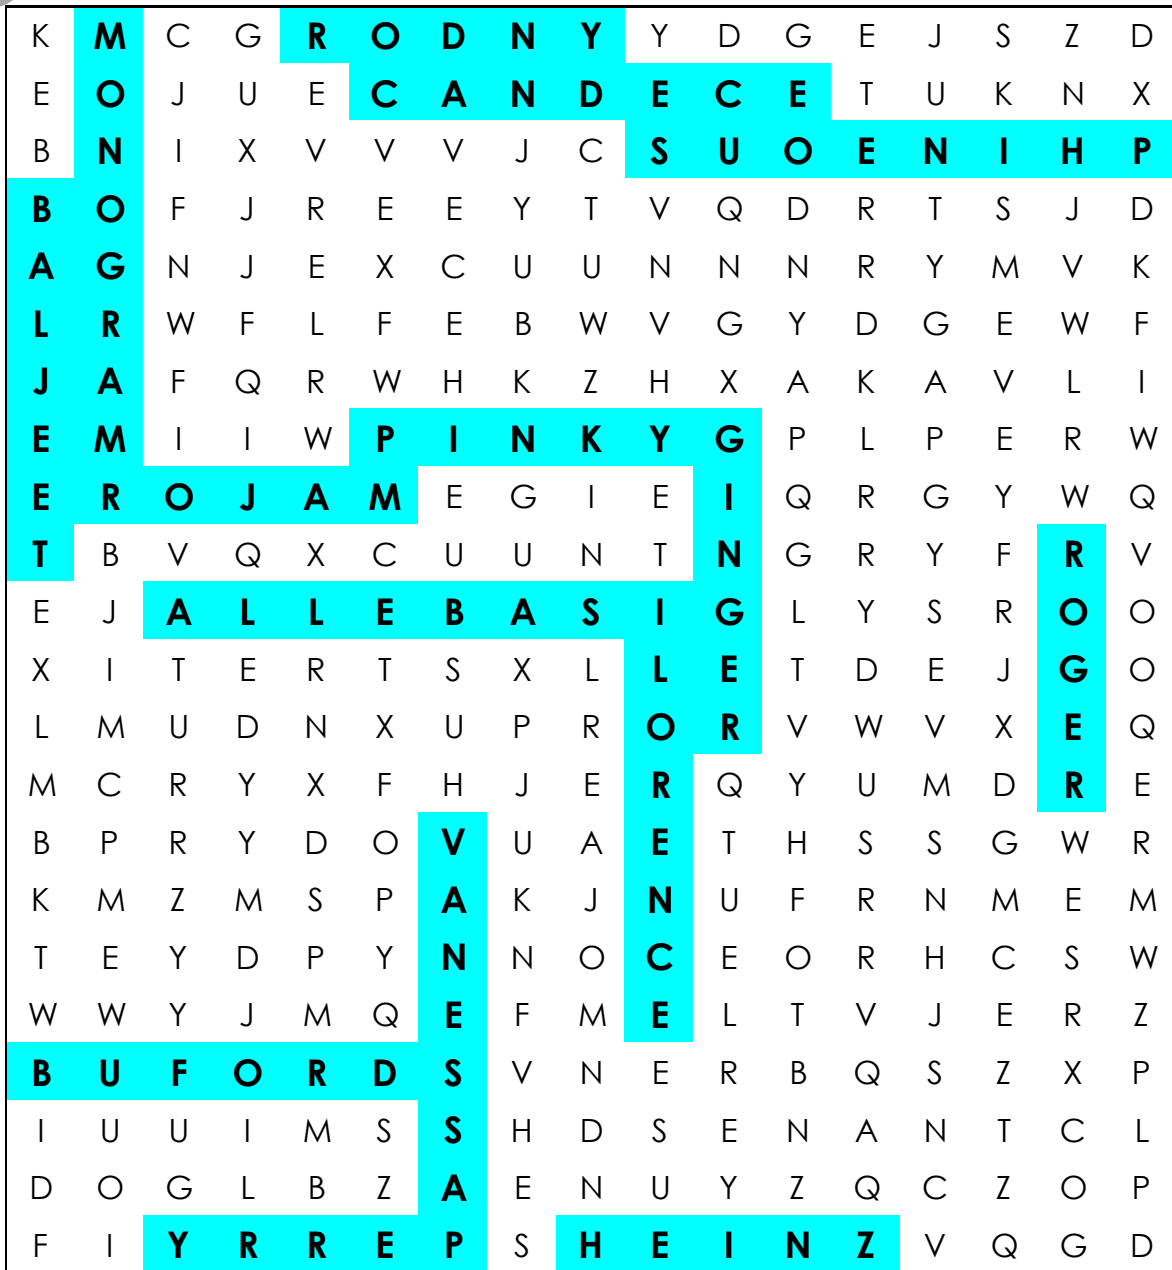 K M C G R O D N Y Y D G E J S Z D
E O J U E C A N D E C E T U K N X
B N I X V V V J C S U O E N I H P
B O F J R E E Y T V Q D R T S J D
A G N J E X C U U N N N R Y M V K
L R W F L F E B W V G Y D G E W F
J A F Q R W H K Z H X A K A V L I
E M I I W P I N K Y G P L P E R W
E R O J A M E G I E I Q R G Y W Q
T B V Q X C U U N T N G R Y F R V
E J A L L E B A S I G L Y S R O O
X I T E R T S X L L E T D E J G O
L M U D N X U P R O R V W V X E Q
M C R Y X F H J E R Q Y U M D R E
B P R Y D O V U A E T H S S G W R
K M Z M S P A K J N U F R N M E M
T E Y D P Y N N O C E O R H C S W
W W Y J M Q E F M E L T V J E R Z
B U F O R D S V N E R B Q S Z X P
I U U I M S S H D S E N A N T C L
D O G L B Z A E N U Y Z Q C Z O P
F I Y R R E P S H E I N Z V Q G D